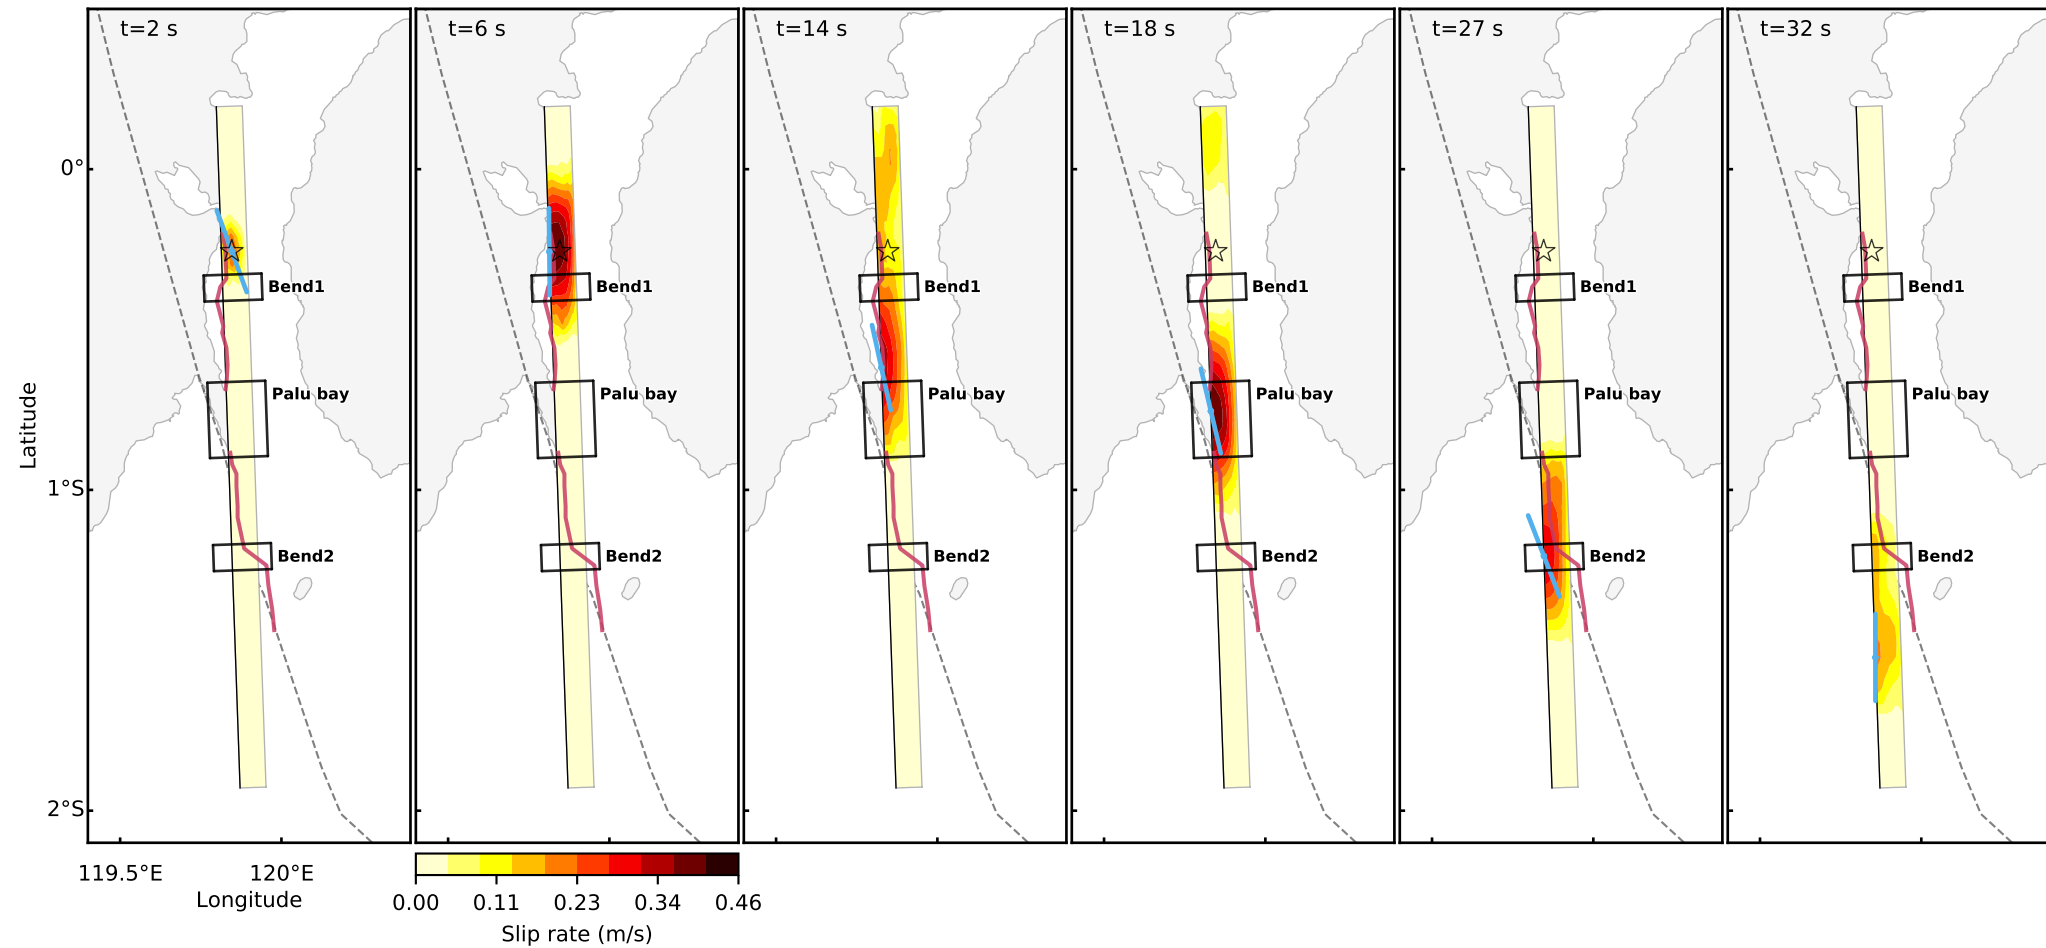 t=2 s
t=6 s
t=14 s
t=18 s
t=27 s
t=32 s
0°
1°S
2°S
Latitude
Bend1
Palu bay
Bend2
Bend1
Palu bay
Bend2
Bend1
Palu bay
Bend2
Bend1
Palu bay
Bend2
Bend1
Palu bay
Bend2
Bend1
Palu bay
Bend2
119.5°E 120°E
Longitude
0.00 0.11 0.23 0.34 0.46
Slip rate (m/s)